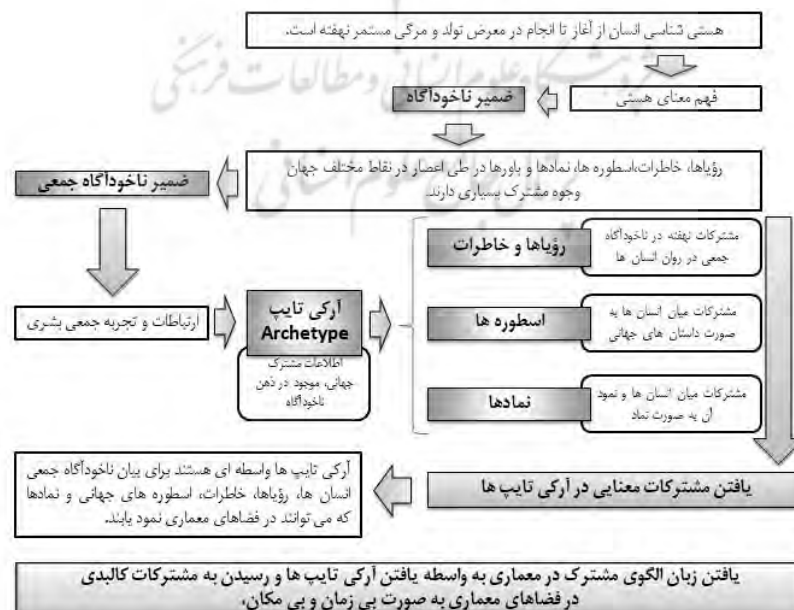 هستی شناسی انسان از آغاز تا انجام در معرض تولد و مرگی مستمر نهفته است.
پژوهشگاه علوم انسانی و مطالعات فرهنگی
فهم معنای هستی
ضمیر ناخودآگاه
رؤیاها، خاطرات،اسطوره ها، نمادها و باورها در طی اعصار در نقاط مختلف جهان
وجوه مشترک بسیاری دارند.
ضمیر ناخودآگاه جمعی
علوم انسانی
مشترکات نهفته در ناخودآگاه
جمعی در روان انسان ها
رؤیاها و خاطرات
مشترکات میان انسان ها به
صورت داستان های جهانی
اسطوره ها
مشترکات میان انسان ها و نمود
آن به صورت نماد
نمادها
آرکی تایپ
Archetype
اطلاعات مشترک
جهانی، موجود در ذهن
ناخودآگاه
ارتباطات و تجربه جمعی بشری
یافتن مشترکات معنایی در آرکی تایپ ها
آرکی تایپ ها واسطه ای هستند برای بیان ناخودآگاه جمعی
انسان ها، رؤیاها، خاطرات، اسطوره های جهانی و نمادها
که می توانند در فضاهای معماری نمود یابند.
یافتن زبان الگوی مشترک در معماری به واسطه یافتن آرکی تایپ ها و رسیدن به مشترکات کالبدی
در فضاهای معماری به صورت بی زمان و بی مکان،